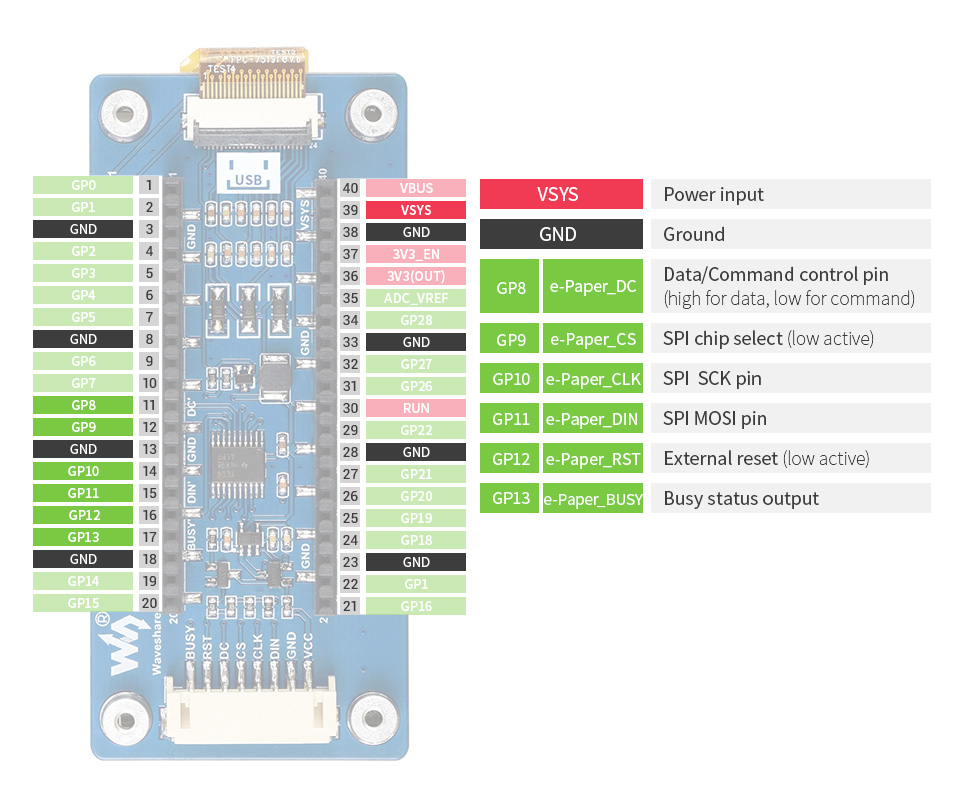 TEST4
USB
GP0 1
GP1 2
GND 3
GP2 4
GP3 5
GP4 6
GP5 7
GND 8
GP6 9
GP7 10
GP8 11
GP9 12
GND 13
GP10 14
GP11 15
GP12 16
GP13 17
GND 18
GP14 19
GP15 20
40 VBUS
39 VSYS
38 GND
37 3V3_EN
36 3V3(OUT)
35 ADC_VREF
34 GP28
33 GND
32 GP27
31 GP26
30 RUN
29 GP22
28 GND
27 GP21
26 GP20
25 GP19
24 GP18
23 GND
22 GP1
21 GP16
GND
DC
GND
DIN
BUSY
VSYS
GND
GND
BUSY
RST
DC
CS
CLK
DIN
GND
VCC
Waveshare
®
VSYS Power input
GND Ground
GP8 e-Paper_DC Data/Command control pin
(high for data, low for command)
GP9 e-Paper_CS SPI chip select (low active)
GP10 e-Paper_CLK SPI SCK pin
GP11 e-Paper_DIN SPI MOSI pin
GP12 e-Paper_RST External reset (low active)
GP13 e-Paper_BUSY Busy status output